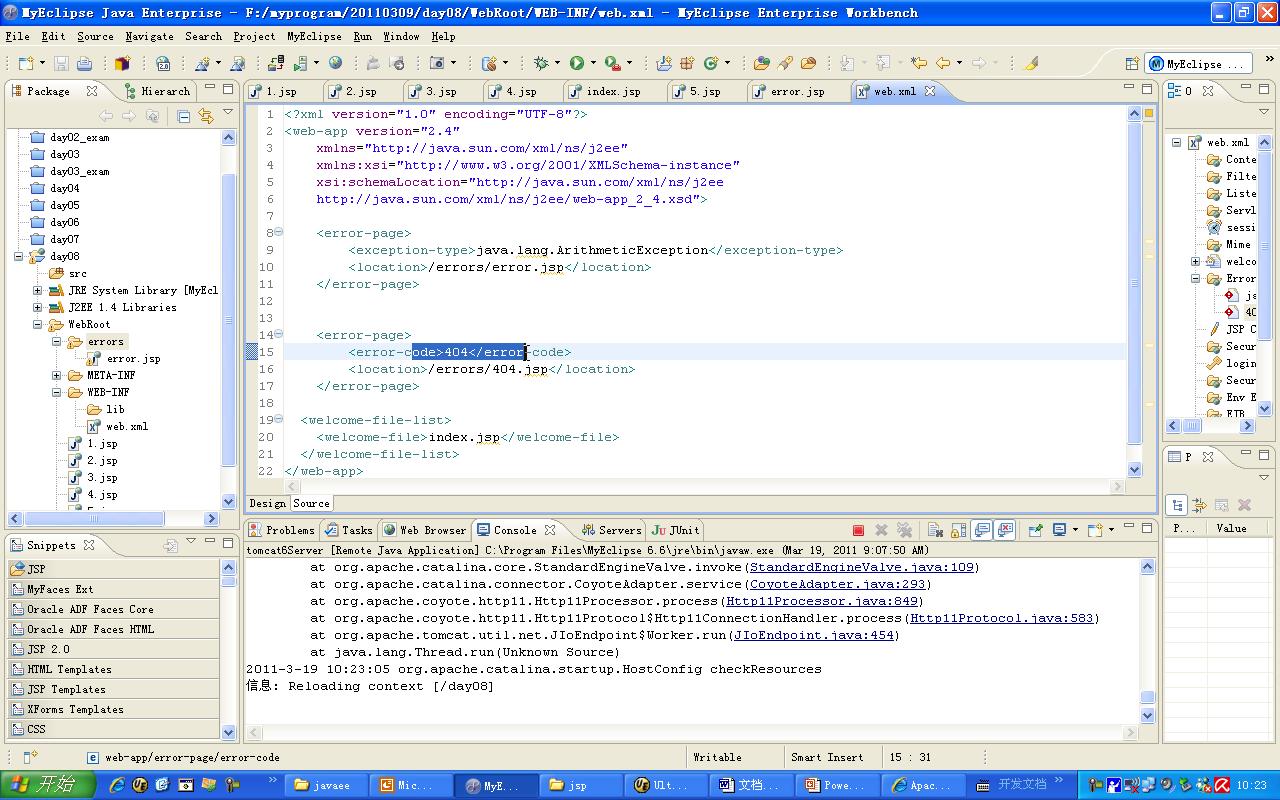 MyEclipse Java Enterprise - F:/myprogram/20110309/day08/WebRoot/WEB-INF/web.xml - MyEclipse Enterprise Workbench
File Edit Source Navigate Search Project MyEclipse Run Window Help
MyEclipse ...
Package
Hierarch
day02_exam
day03
day03_exam
day04
day05
day06
day07
day08
src
JRE System Library [MyEcl
J2EE 1.4 Libraries
WebRoot
errors
error.jsp
META-INF
WEB-INF
lib
web.xml
1.jsp
2.jsp
3.jsp
4.jsp
Snippets
JSP
MyFaces Ext
Oracle ADF Faces Core
Oracle ADF Faces HTML
JSP 2.0
HTML Templates
JSP Templates
XForms Templates
CSS
1.jsp 2.jsp 3.jsp 4.jsp index.jsp 5.jsp error.jsp web.xml
1 <?xml version="1.0" encoding="UTF-8"?>
2 <web-app version="2.4"
3 xmlns="http://java.sun.com/xml/ns/j2ee"
4 xmlns:xsi="http://www.w3.org/2001/XMLSchema-instance"
5 xsi:schemaLocation="http://java.sun.com/xml/ns/j2ee
6 http://java.sun.com/xml/ns/j2ee/web-app_2_4.xsd">
7
8 <error-page>
9 <exception-type>java.lang.ArithmeticException</exception-type>
10 <location>/errors/error.jsp</location>
11 </error-page>
12
13
14 <error-page>
15 <error-code>404</error-code>
16 <location>/errors/404.jsp</location>
17 </error-page>
18
19 <welcome-file-list>
20 <welcome-file>index.jsp</welcome-file>
21 </welcome-file-list>
22 </web-app>
Design Source
Problems Tasks Web Browser Console Servers JUnit
tomcat6Server [Remote Java Application] C:\Program Files\MyEclipse 6.6\jre\bin\javaw.exe (Mar 19, 2011 9:07:50 AM)
at org.apache.catalina.core.StandardEngineValve.invoke(StandardEngineValve.java:109)
at org.apache.catalina.connector.CoyoteAdapter.service(CoyoteAdapter.java:293)
at org.apache.coyote.http11.Http11Processor.process(Http11Processor.java:849)
at org.apache.coyote.http11.Http11Protocol$Http11ConnectionHandler.process(Http11Protocol.java:583)
at org.apache.tomcat.util.net.JIoEndpoint$Worker.run(JIoEndpoint.java:454)
at java.lang.Thread.run(Unknown Source)
2011-3-19 10:23:05 org.apache.catalina.startup.HostConfig checkResources
信息: Reloading context [/day08]
O
web.xml
Conte
Filte
Liste
Servl
sessi
Mime
welco
Error
ja
40
JSP C
Secur
login
Secur
Env E
P
P... Value
web-app/error-page/error-code
Writable
Smart Insert
15 : 31
开始
javaee
Mic...
MyE...
jsp
Ult...
文档...
Powe...
Apac...
开发文档
10:23